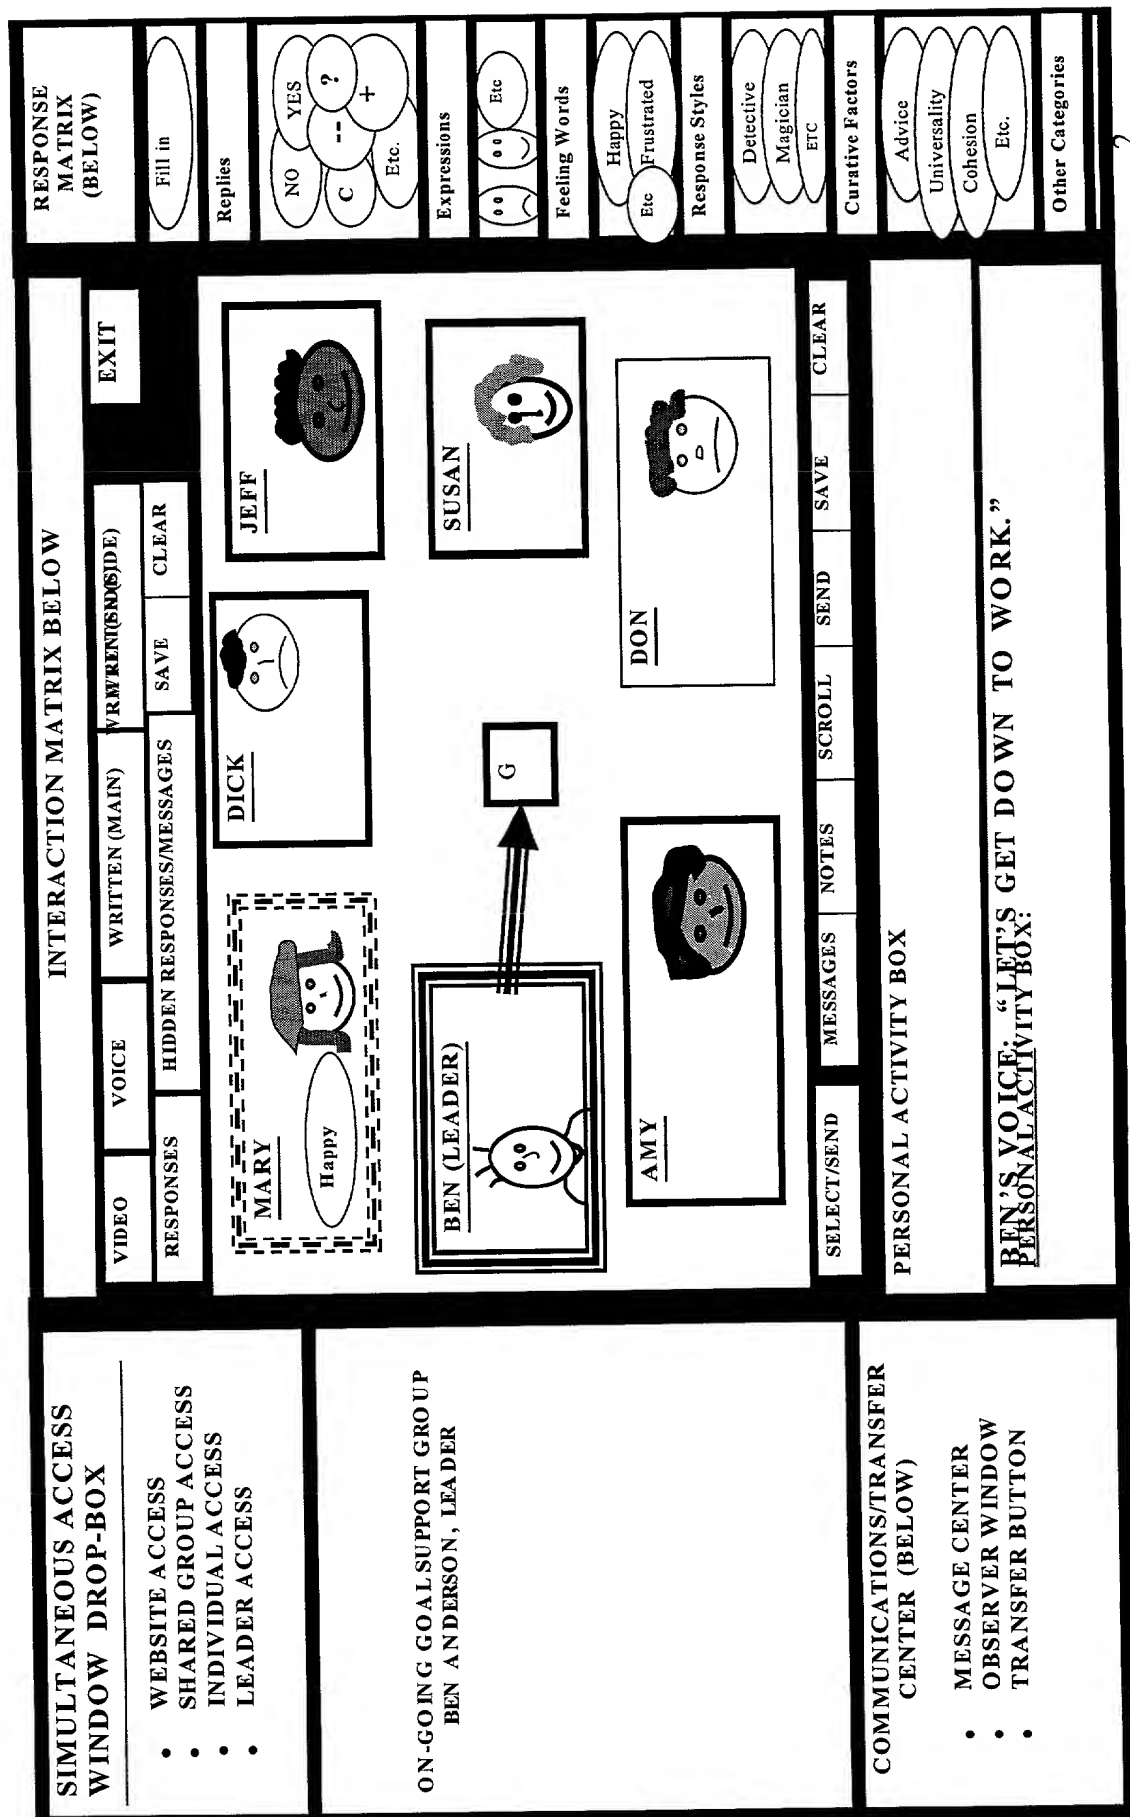 SIMULTANEOUS ACCESS
WINDOW DROP-BOX
• WEBSITE ACCESS
• SHARED GROUP ACCESS
• INDIVIDUAL ACCESS
• LEADER ACCESS
ON-GOING GOAL SUPPORT GROUP
BEN ANDERSON, LEADER
COMMUNICATIONS/TRANSFER
CENTER (BELOW)
• MESSAGE CENTER
• OBSERVER WINDOW
• TRANSFER BUTTON
INTERACTION MATRIX BELOW
VIDEO
VOICE
WRITTEN (MAIN)
EXIT
RESPONSES
HIDDEN RESPONSES/MESSAGES
SAVE
CLEAR
MARY
Happy
DICK
JEFF
BEN (LEADER)
G
SUSAN
AMY
DON
SELECT/SEND
MESSAGES
NOTES
SCROLL
SEND
SAVE
CLEAR
PERSONAL ACTIVITY BOX
BEN'S VOICE: “LET'S GET DOWN TO WORK.”
PERSONAL ACTIVITY BOX:
RESPONSE
MATRIX
(BELOW)
Fill in
Replies
NO
YES
?
C
--
+
Etc.
Expressions
Etc
Feeling Words
Happy
Frustrated
Etc
Response Styles
Detective
Magician
ETC
Curative Factors
Advice
Universality
Cohesion
Etc.
Other Categories